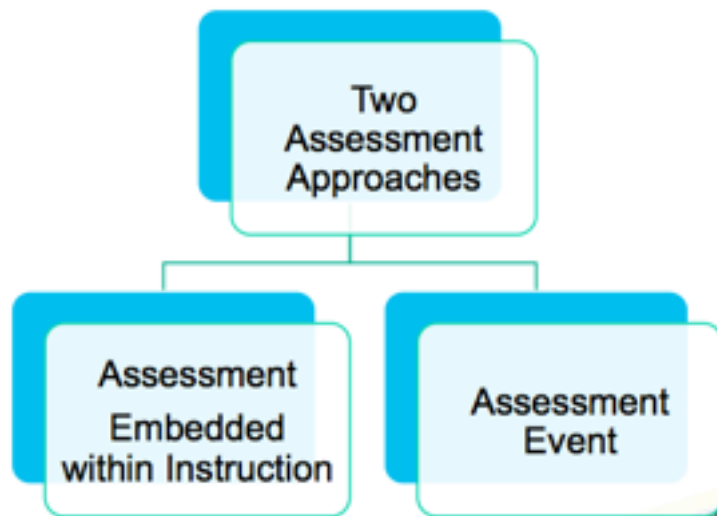 Two
Assessment
Approaches
Assessment
Embedded
within Instruction
Assessment
Event